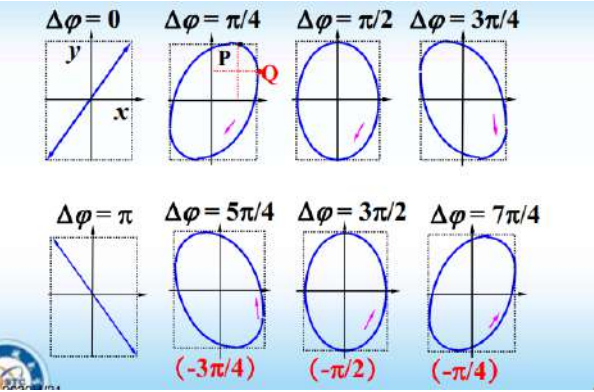 Δφ = 0 Δφ = π/4 Δφ = π/2 Δφ = 3π/4
y P
Q
x
Δφ = π Δφ = 5π/4 Δφ = 3π/2 Δφ = 7π/4
(-3π/4) (-π/2) (-π/4)